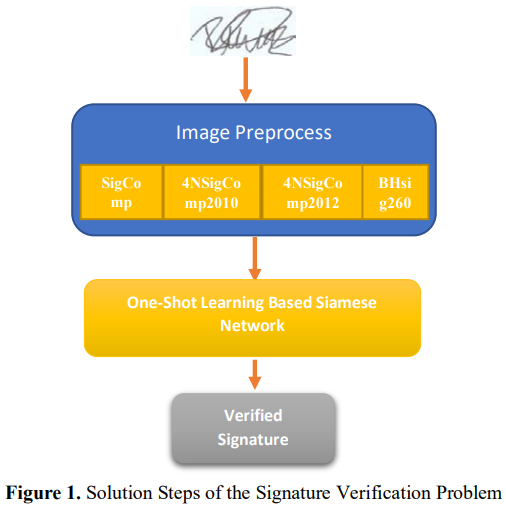 Image Preprocess
SigCo
mp
4NSigCo
mp2010
4NSigCo
mp2012
BHsi
g260
One-Shot Learning Based Siamese
Network
Verified
Signature
Figure 1. Solution Steps of the Signature Verification Problem